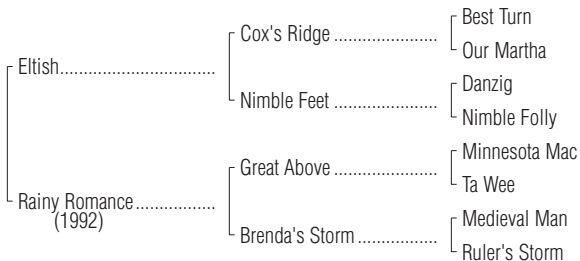 Best Turn
Cox's Ridge ....................
Our Martha
Eltish..............................
Danzig
Nimble Feet ....................
Nimble Folly
Minnesota Mac
Great Above ....................
Ta Wee
Rainy Romance...............
(1992)
Medieval Man
Brenda's Storm ...............
Ruler's Storm